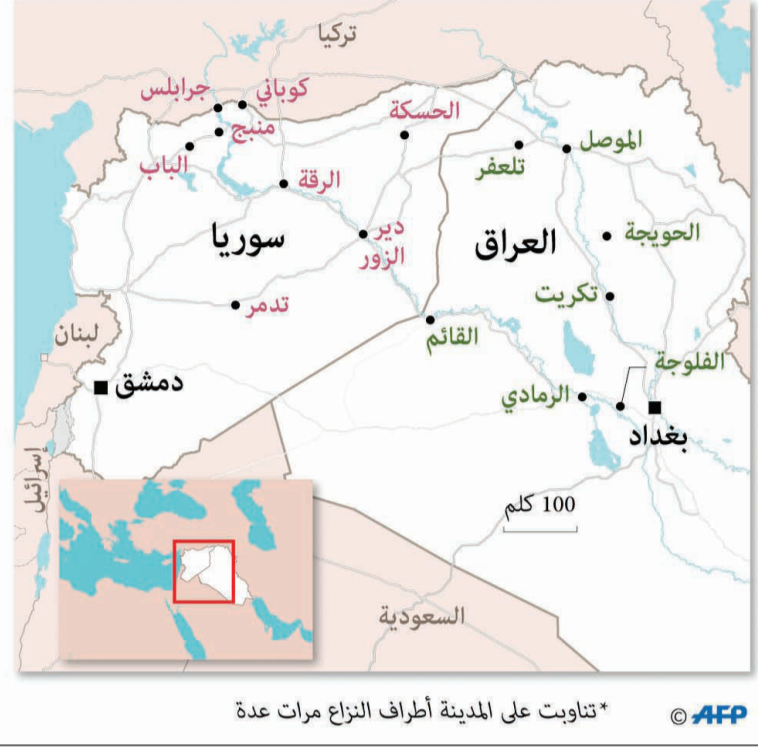 تركيا
جرابلس
كوباني
منبج
الباب
الحسكة
الموصل
تلعفر
الرقة
سوريا
دير
الزور
العراق
الحويجة
تدمر
تكريت
لبنان
القائم
الفلوجة
دمشق
الرمادي
بغداد
إسرائيل
100 كلم
السعودية
*تناوبت على المدينة أطراف النزاع مرات عدة
© AFP